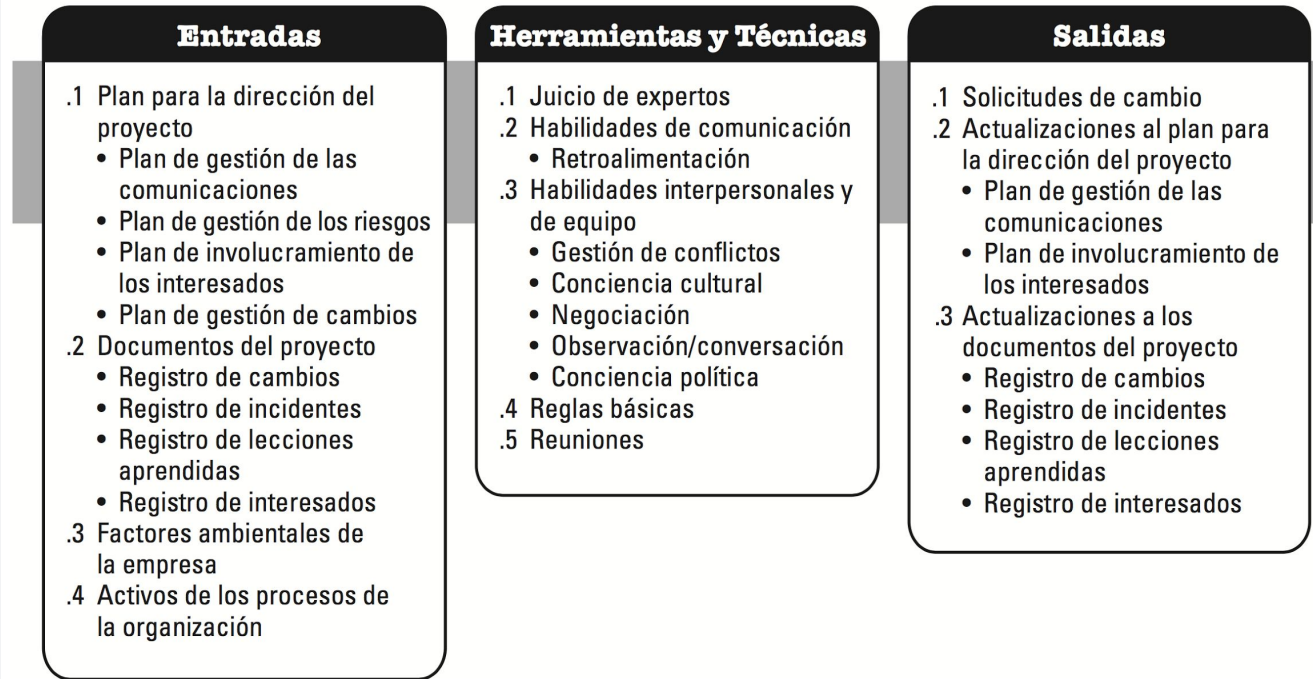 Entradas
.1 Plan para la dirección del
proyecto
• Plan de gestión de las
comunicaciones
• Plan de gestión de los riesgos
• Plan de involucramiento de
los interesados
• Plan de gestión de cambios
.2 Documentos del proyecto
• Registro de cambios
• Registro de incidentes
• Registro de lecciones
aprendidas
• Registro de interesados
.3 Factores ambientales de
la empresa
.4 Activos de los procesos de
la organización
Herramientas y Técnicas
.1 Juicio de expertos
.2 Habilidades de comunicación
• Retroalimentación
.3 Habilidades interpersonales y
de equipo
• Gestión de conflictos
• Conciencia cultural
• Negociación
• Observación/conversación
• Conciencia política
.4 Reglas básicas
.5 Reuniones
Salidas
.1 Solicitudes de cambio
.2 Actualizaciones al plan para
la dirección del proyecto
• Plan de gestión de las
comunicaciones
• Plan de involucramiento de
los interesados
.3 Actualizaciones a los
documentos del proyecto
• Registro de cambios
• Registro de incidentes
• Registro de lecciones
aprendidas
• Registro de interesados